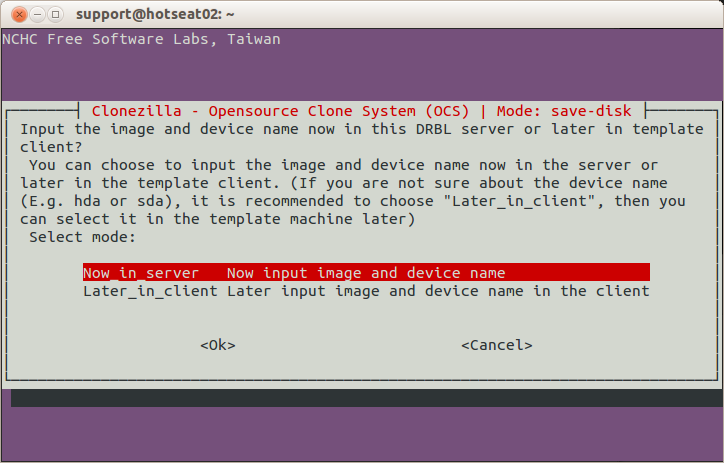 support@hotseat02: ~
NCHC Free Software Labs, Taiwan
Clonezilla - Opensource Clone System (OCS) | Mode: save-disk
Input the image and device name now in this DRBL server or later in template
client?
You can choose to input the image and device name now in the server or
later in the template client. (If you are not sure about the device name
(E.g. hda or sda), it is recommended to choose "Later_in_client", then you
can select it in the template machine later)
Select mode:
Now_in_server Now input image and device name
Later_in_client Later input image and device name in the client
<Ok> <Cancel>